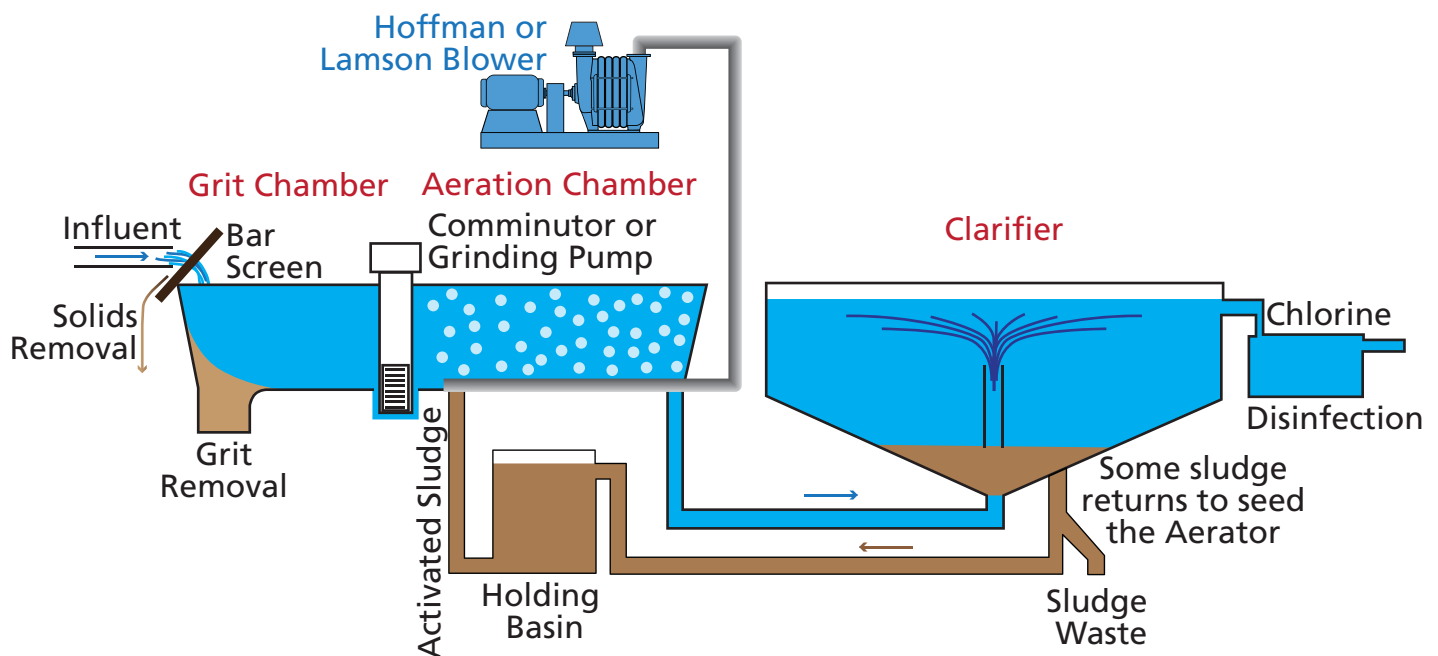 Hoffman or
Lamson Blower
Grit Chamber
Aeration Chamber
Influent
Bar
Screen
Comminutor or
Grinding Pump
Clarifier
Solids
Removal
Chlorine
Disinfection
Grit
Removal
Activated Sludge
Some sludge
returns to seed
the Aerator
Holding
Basin
Sludge
Waste